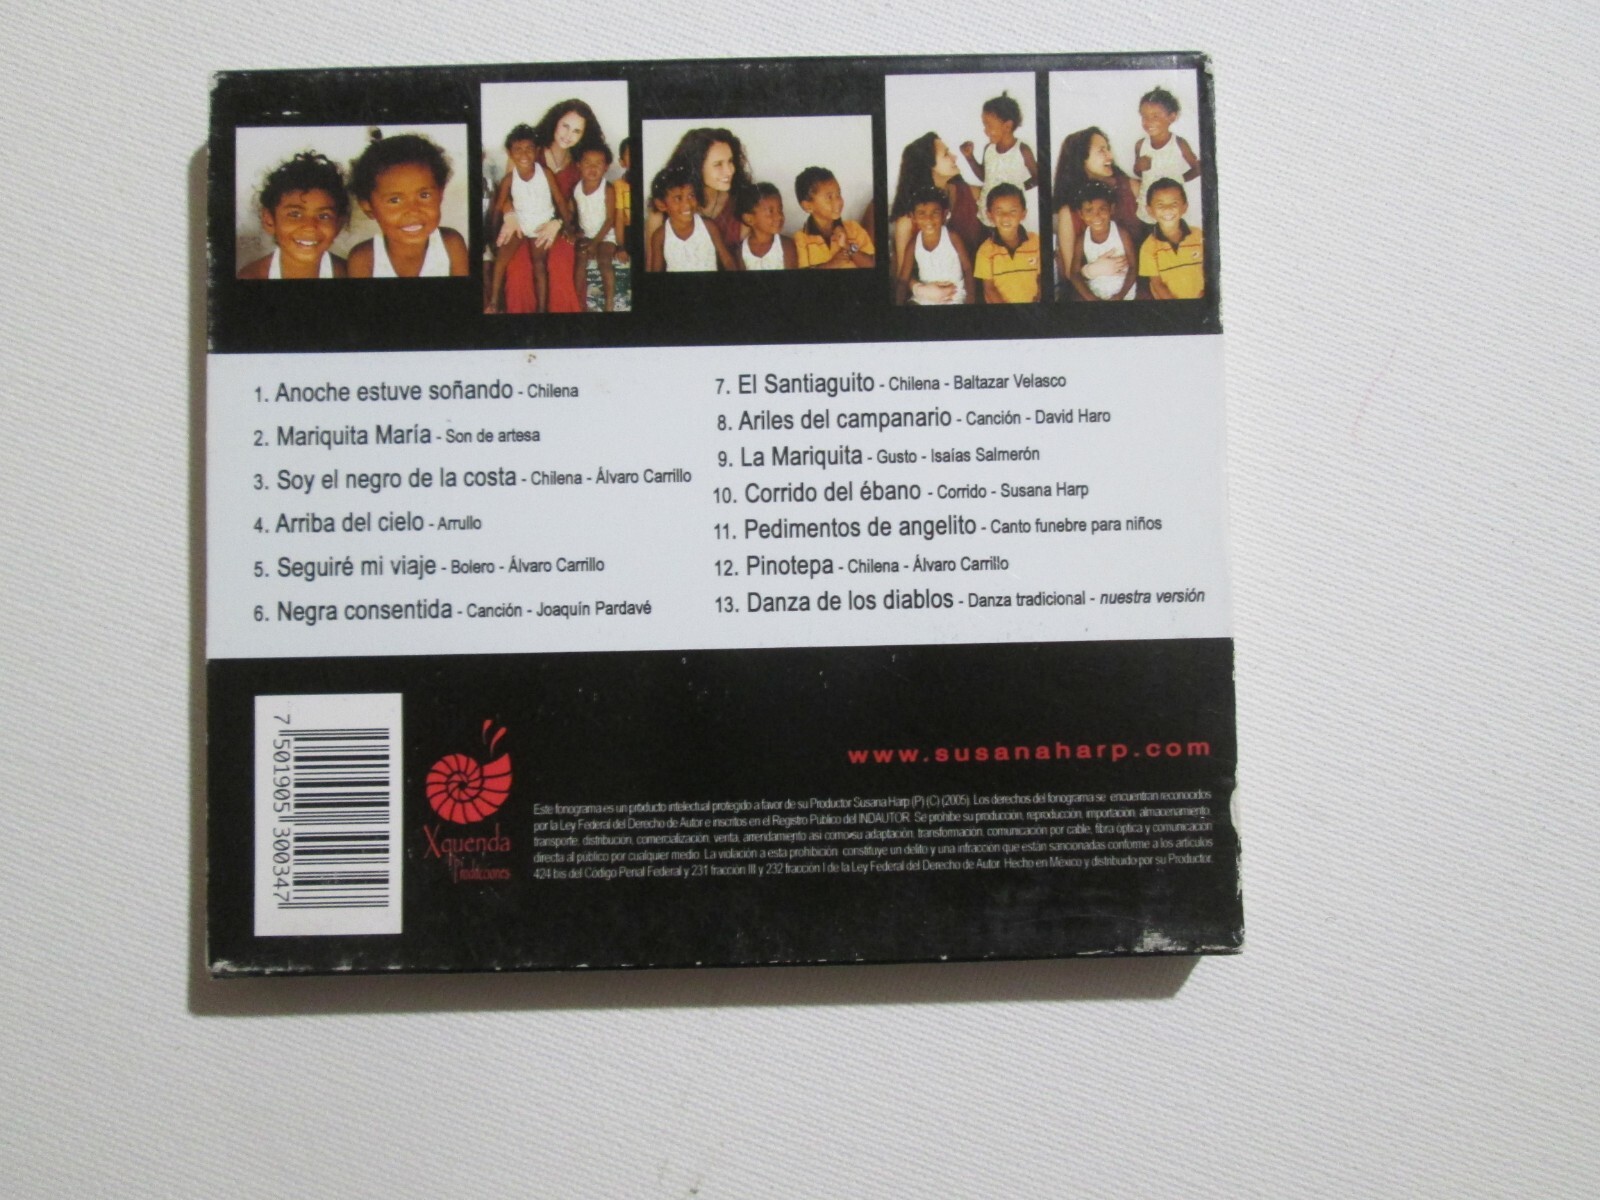 1. Anoche estuve soñando - Chilena
2. Mariquita María - Son de artesa
3. Soy el negro de la costa - Chilena - Álvaro Carrillo
4. Arriba del cielo - Arrullo
5. Seguiré mi viaje - Bolero - Álvaro Carrillo
6. Negra consentida - Canción - Joaquín Pardavé
7. El Santiaguito - Chilena - Baltazar Velasco
8. Ariles del campanario - Canción - David Haro
9. La Mariquita - Gusto - Isaías Salmerón
10. Corrido del ébano - Corrido - Susana Harp
11. Pedimentos de angelito - Canto funebre para niños
12. Pinotepa - Chilena - Álvaro Carrillo
13. Danza de los diablos - Danza tradicional - nuestra versión
7 501905 300347
Xquenda
Producciones
www.susanaharp.com
Este fonograma es un producto intelectual protegido a favor de su Productor Susana Harp (P) (C) (2005). Los derechos del fonograma se encuentran reconocidos
por la Ley Federal del Derecho de Autor e inscritos en el Registro Público del INDAUTOR. Se prohibe su producción, reproducción, importación, almacenamiento,
transporte, distribución, comercialización, venta, arrendamiento así como su adaptación, transformación, comunicación por cable, fibra óptica y comunicación
directa al público por cualquier medio. La violación a esta prohibición constituye un delito y una infracción que están sancionadas conforme a los artículos
424 bis del Código Penal Federal y 231 fracción III y 232 fracción I de la Ley Federal del Derecho de Autor. Hecho en México y distribuido por su Productor.